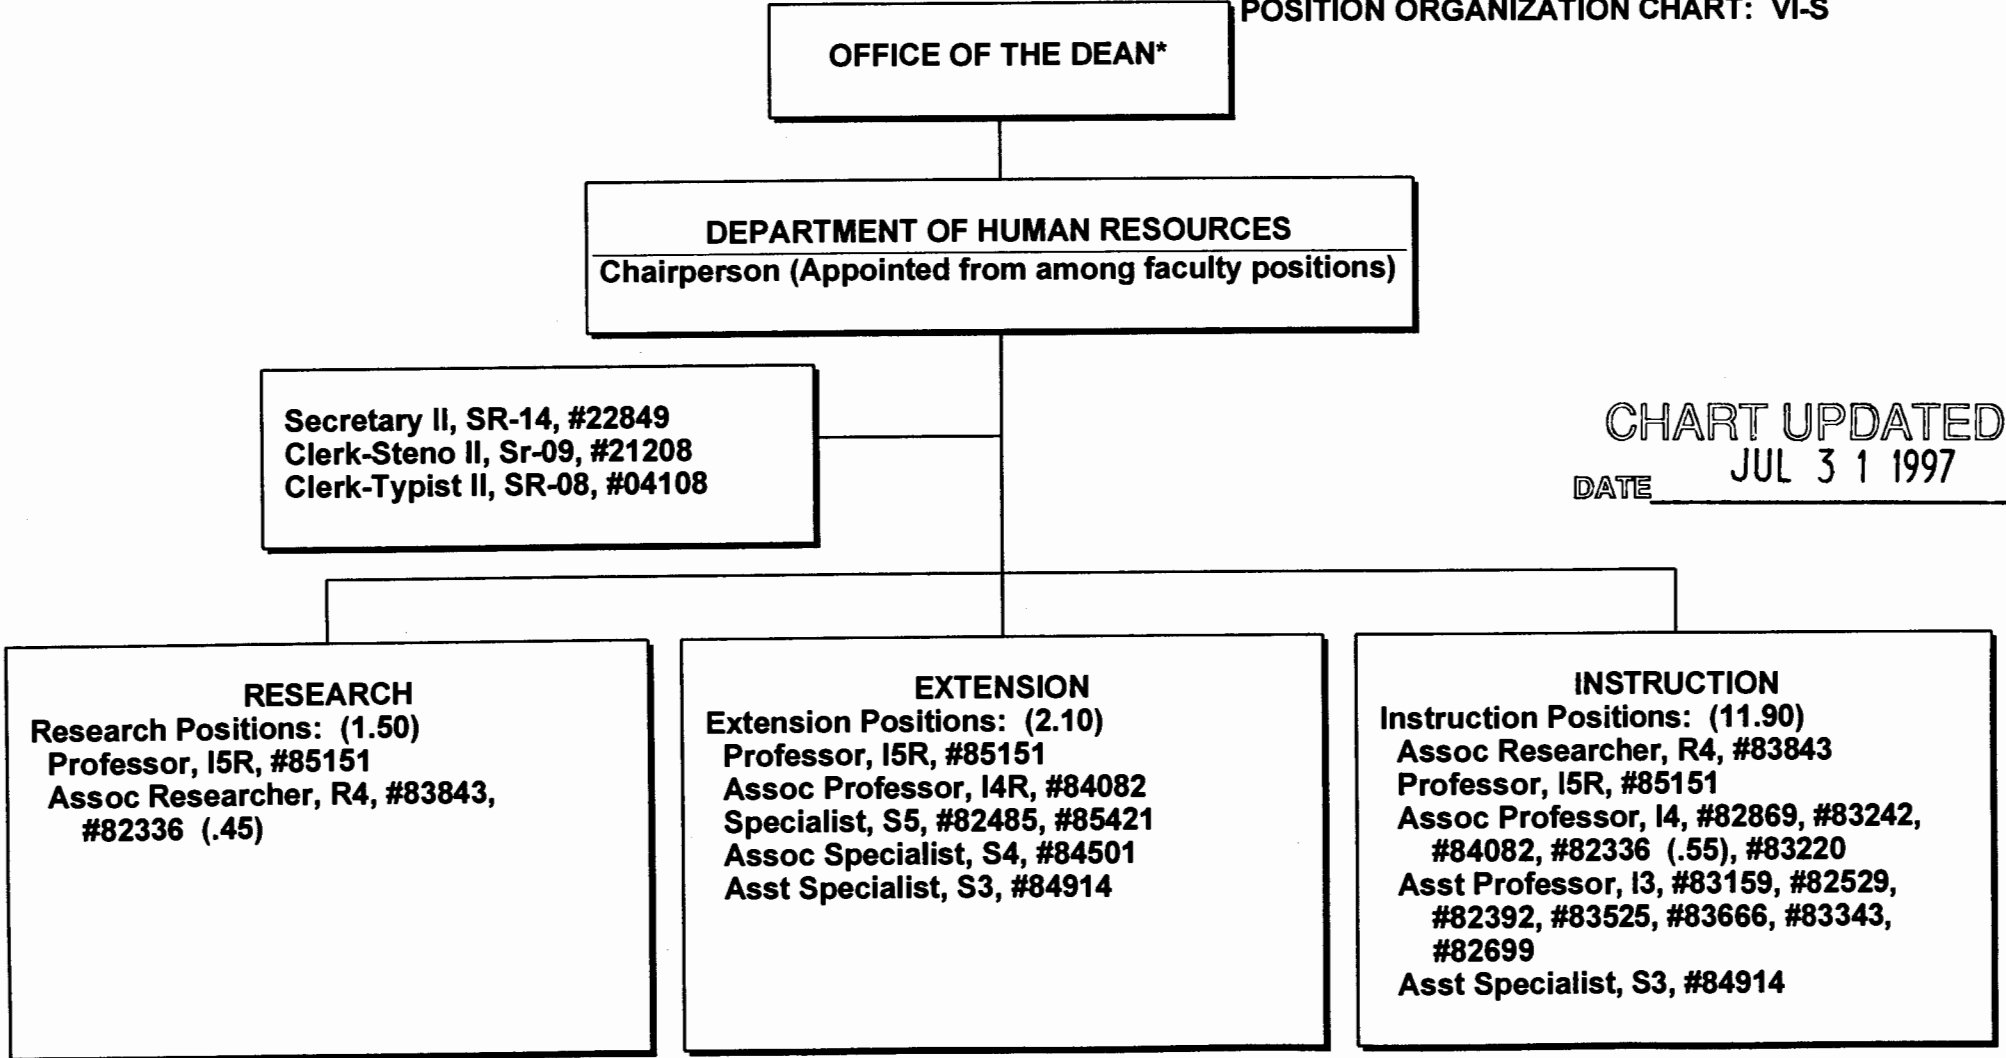 POSITION ORGANIZATION CHART: VI-S
OFFICE OF THE DEAN*
DEPARTMENT OF HUMAN RESOURCES
Chairperson (Appointed from among faculty positions)
Secretary II, SR-14, #22849
Clerk-Steno II, Sr-09, #21208
Clerk-Typist II, SR-08, #04108
CHART UPDATED
DATE JUL 31 1997
RESEARCH
Research Positions: (1.50)
Professor, I5R, #85151
Assoc Researcher, R4, #83843,
#82336 (.45)
EXTENSION
Extension Positions: (2.10)
Professor, I5R, #85151
Assoc Professor, I4R, #84082
Specialist, S5, #82485, #85421
Assoc Specialist, S4, #84501
Asst Specialist, S3, #84914
INSTRUCTION
Instruction Positions: (11.90)
Assoc Researcher, R4, #83843
Professor, I5R, #85151
Assoc Professor, I4, #82869, #83242,
#84082, #82336 (.55), #83220
Asst Professor, I3, #83159, #82529,
#82392, #83525, #83666, #83343,
#82699
Asst Specialist, S3, #84914